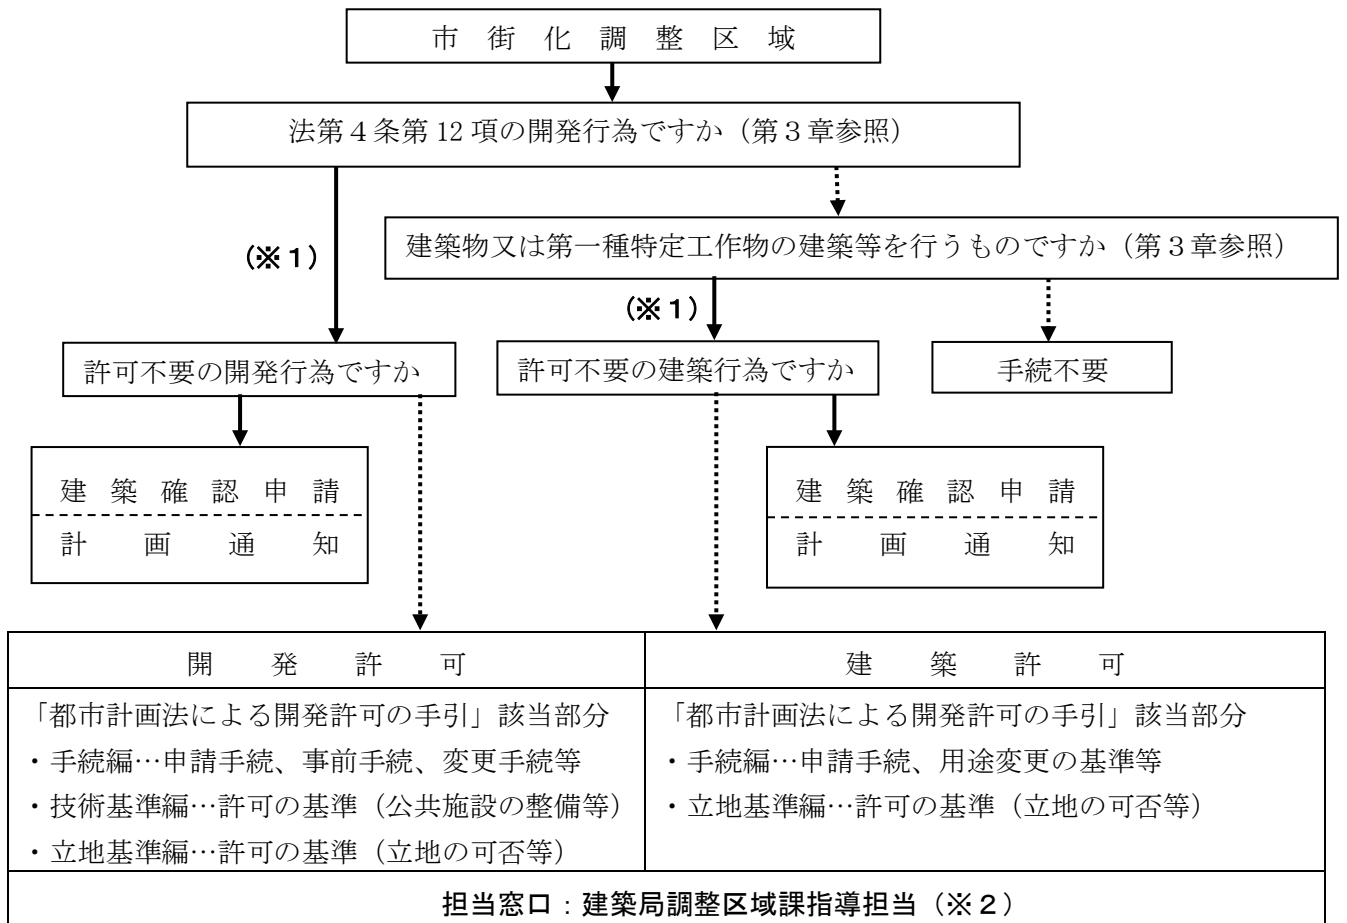 市街化調整区域
法第４条第12項の開発行為ですか（第３章参照）
建築物又は第一種特定工作物の建築等を行うものですか（第３章参照）
（※１）
（※１）
許可不要の開発行為ですか
許可不要の建築行為ですか
手続不要
建築確認申請
計画通知
建築確認申請
計画通知
開発許可
「都市計画法による開発許可の手引」該当部分
・手続編…申請手続、事前手続、変更手続等
・技術基準編…許可の基準（公共施設の整備等）
・立地基準編…許可の基準（立地の可否等）
建築許可
「都市計画法による開発許可の手引」該当部分
・手続編…申請手続、用途変更の基準等
・立地基準編…許可の基準（立地の可否等）
担当窓口：建築局調整区域課指導担当（※２）